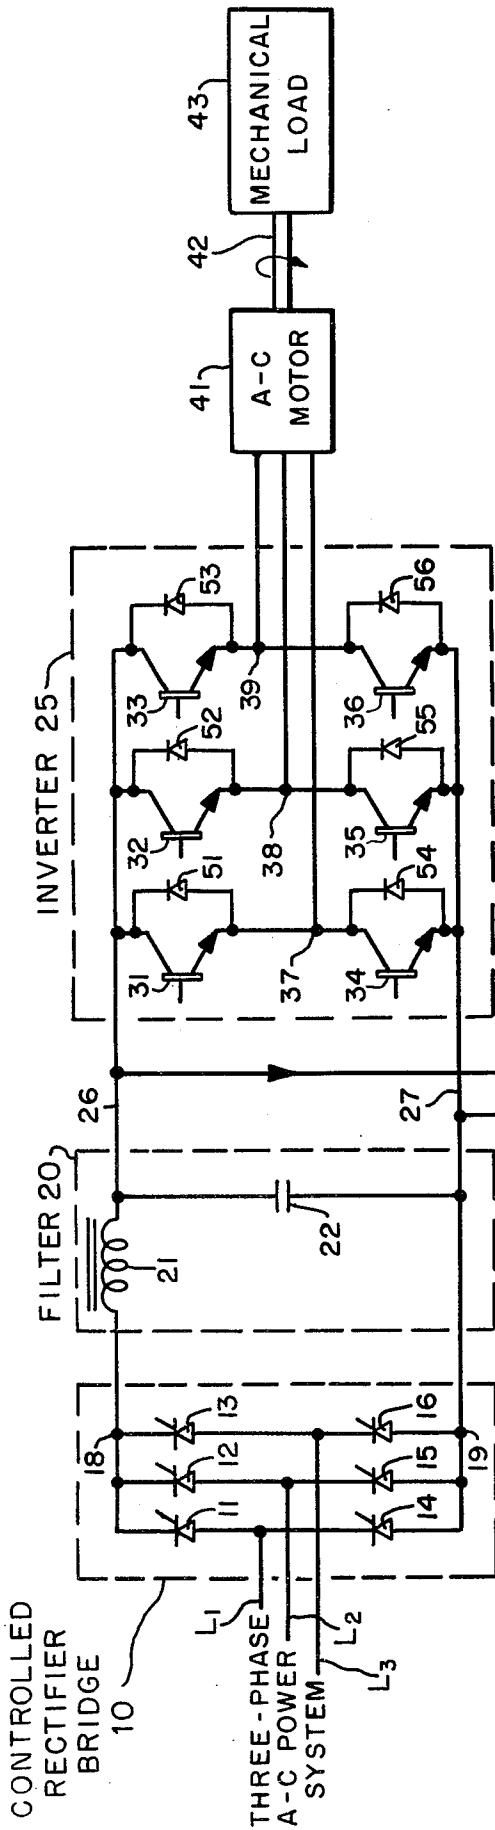 CONTROLLED
RECTIFIER
BRIDGE
10
THREE-PHASE
A-C POWER
SYSTEM
L1
L2
L3
11
12
13
14
15
16
18
19
FILTER 20
21
22
26
27
INVERTER 25
31
32
33
51
52
53
37
38
39
34
35
36
54
55
56
41
A-C
MOTOR
42
43
MECHANICAL
LOAD